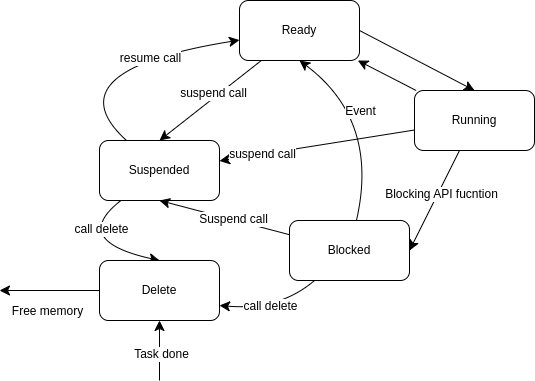 Ready
resume call
suspend call
Event
Running
suspend call
Suspended
Blocking API fucntion
Suspend call
call delete
Blocked
Delete
call delete
Free memory
Task done